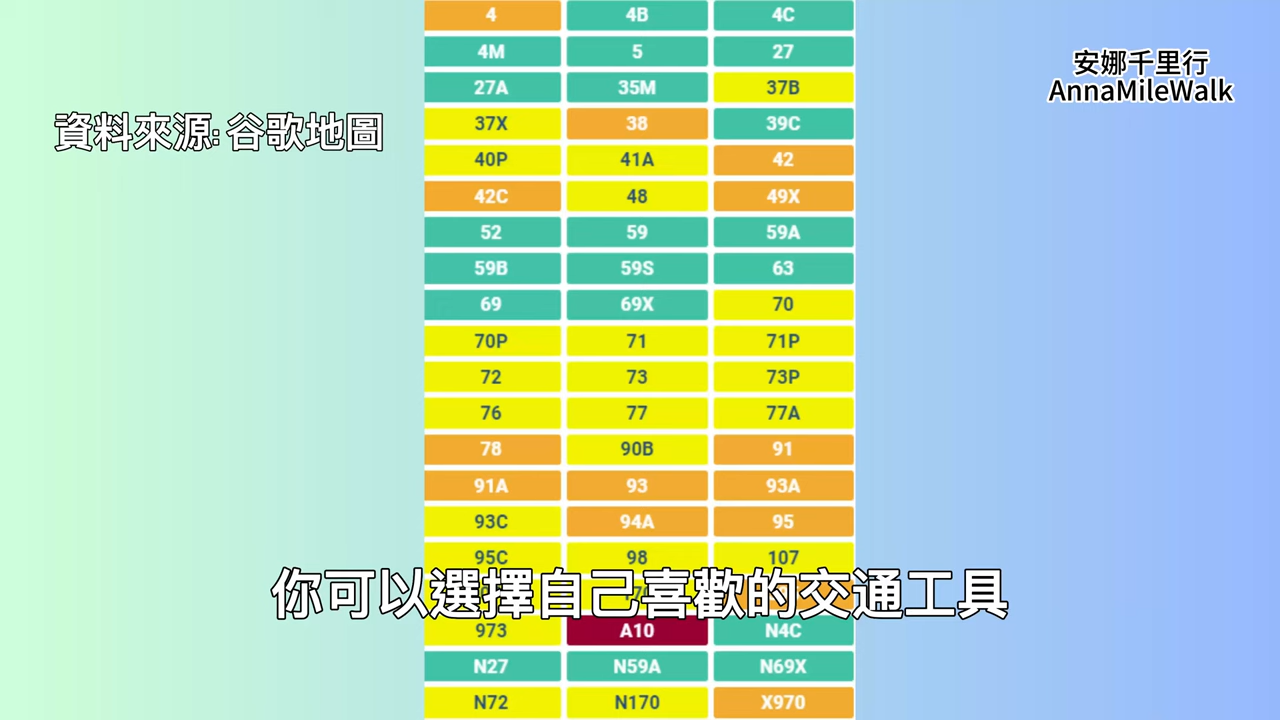 4 4B 4C
4M 5 27
安娜千里行
AnnaMileWalk
27A 35M 37B
資料來源: 谷歌地圖
37X 38 39C
40P 41A 42
42C 48 49X
52 59 59A
59B 59S 63
69 69X 70
70P 71 71P
72 73 73P
76 77 77A
78 90B 91
91A 93 93A
93C 94A 95
95C 98 107
你可以選擇自己喜歡的交通工具
973 A10 N4C
N27 N59A N69X
N72 N170 X970